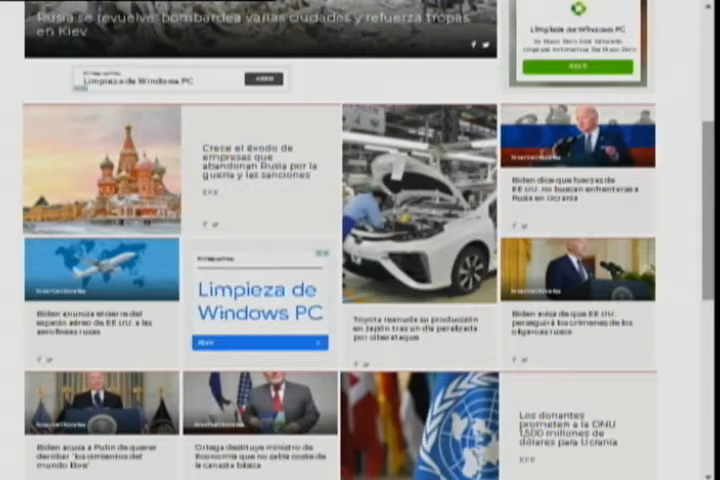 Rusia se revuelve: bombardea varias ciudades y refuerza tropas
en Kiev
Limpieza de Windows PC
Limpieza de Windows PC
Crece el éxodo de
empresas que
abandonan Rusia por la
guerra y las sanciones
EFE
Biden dice que fuerzas de
EE.UU. no buscan enfrentarse a
Rusia en Ucrania
Limpieza de
Windows PC
Biden anuncia el cierre del
espacio aéreo de EE.UU. a las
aerolíneas rusas
Toyota reanuda su producción
en Japón tras un día paralizada
por ciberataque
Biden avisa de que EE.UU.
perseguirá los crímenes de los
oligarcas rusos
Biden acusa a Putin de querer
derribar "los cimientos del
mundo libre"
Ortega destituye ministro de
Economía que no sabía coste de
la canasta básica
Los donantes
prometen a la ONU
1,500 millones de
dólares para Ucrania
EFE